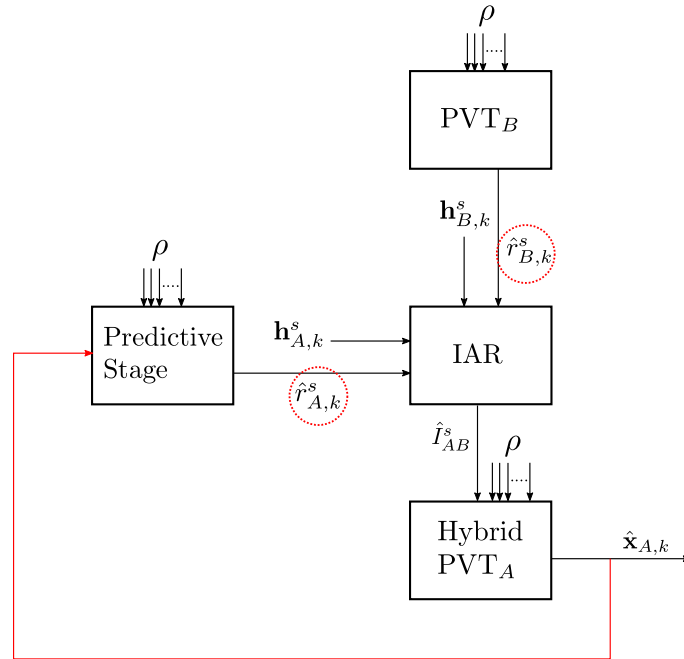 ρ
....
PVT_B
h^s_{B,k}
r̂^s_{B,k}
ρ
....
Predictive
Stage
h^s_{A,k}
r̂^s_{A,k}
IAR
Î^s_{AB}
ρ
....
Hybrid
PVT_A
x̂_{A,k}